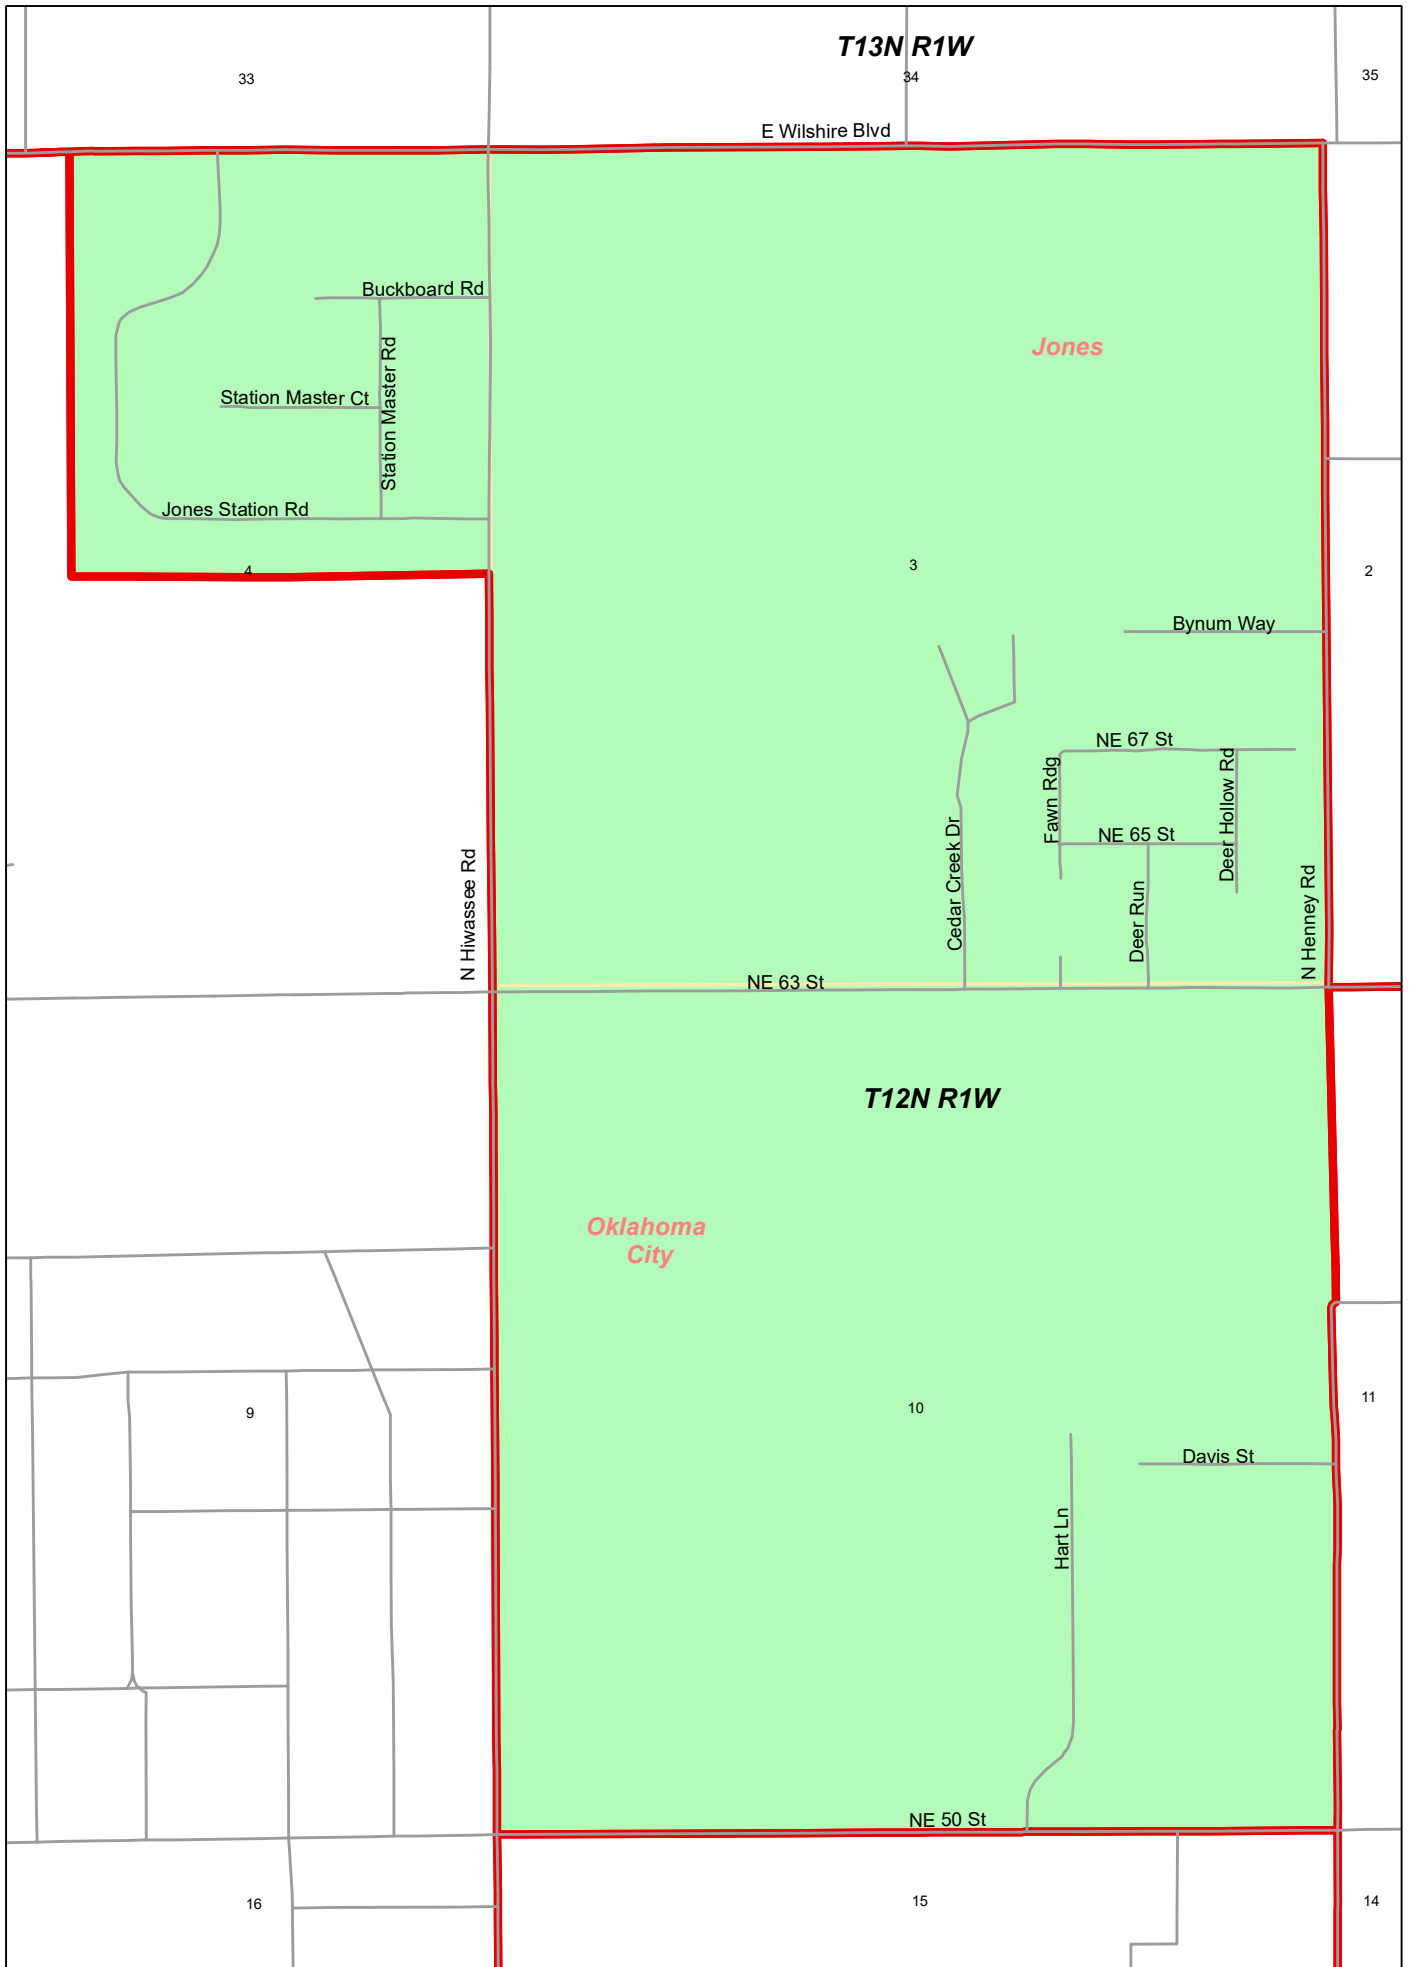 T13N R1W
33
34
35
E Wilshire Blvd
Buckboard Rd
Jones
Station Master Rd
Station Master Ct
Jones Station Rd
4
3
2
Bynum Way
NE 67 St
Fawn Rdg
Deer Hollow Rd
NE 65 St
Cedar Creek Dr
Deer Run
N Hiwassee Rd
N Henney Rd
NE 63 St
T12N R1W
Oklahoma
City
9
10
11
Davis St
Hart Ln
NE 50 St
16
15
14